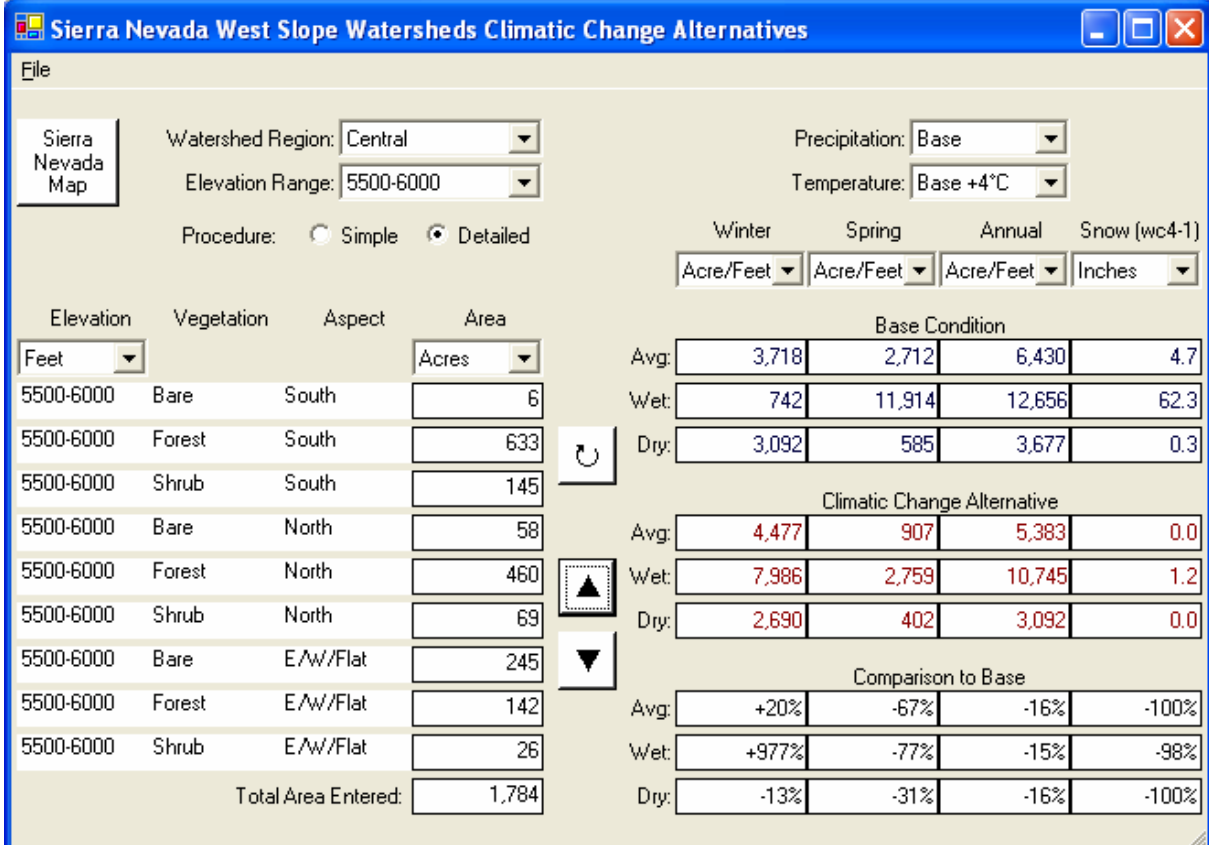 Sierra Nevada West Slope Watersheds Climatic Change Alternatives
File
Sierra
Nevada
Map
Watershed Region: Central
Elevation Range: 5500-6000
Procedure: Simple Detailed
Precipitation: Base
Temperature: Base +4°C
Winter Spring Annual Snow (wc4-1)
Acre/Feet Acre/Feet Acre/Feet Inches
Elevation Vegetation Aspect Area
Feet Acres
5500-6000 Bare South 6
5500-6000 Forest South 633
5500-6000 Shrub South 145
5500-6000 Bare North 58
5500-6000 Forest North 460
5500-6000 Shrub North 69
5500-6000 Bare E/W/Flat 245
5500-6000 Forest E/W/Flat 142
5500-6000 Shrub E/W/Flat 26
Total Area Entered: 1,784
Base Condition
Avg: 3,718 2,712 6,430 4.7
Wet: 742 11,914 12,656 62.3
Dry: 3,092 585 3,677 0.3
Climatic Change Alternative
Avg: 4,477 907 5,383 0.0
Wet: 7,986 2,759 10,745 1.2
Dry: 2,690 402 3,092 0.0
Comparison to Base
Avg: +20% -67% -16% -100%
Wet: +977% -77% -15% -98%
Dry: -13% -31% -16% -100%